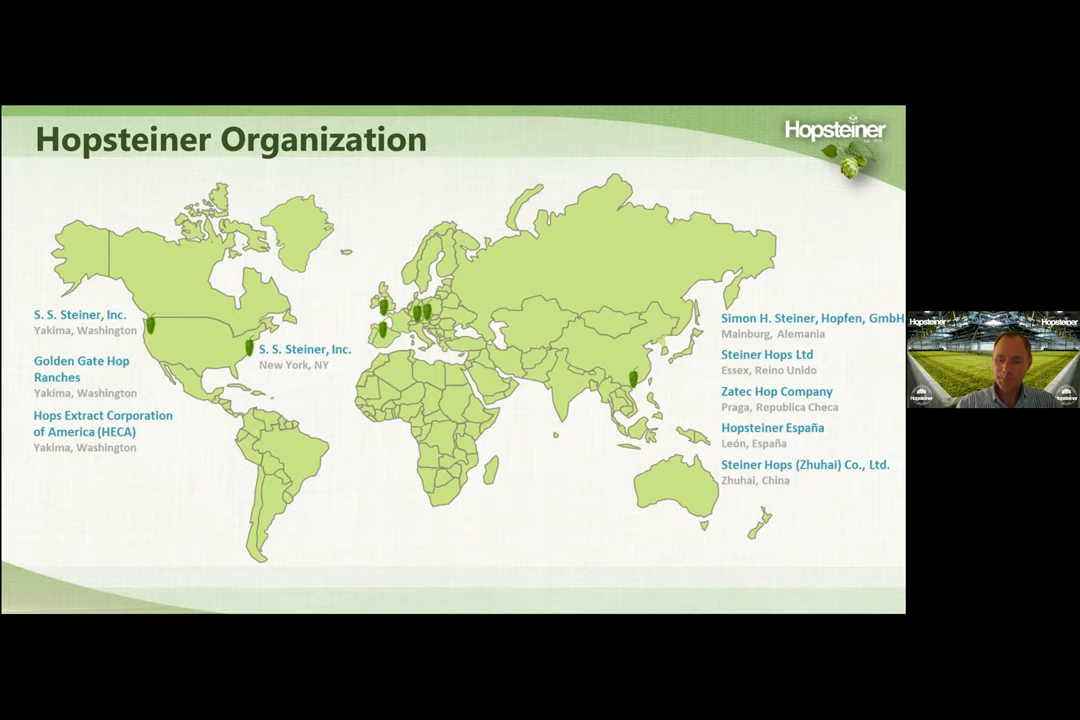 Hopsteiner Organization
Hopsteiner
S. S. Steiner, Inc.
Yakima, Washington
Golden Gate Hop
Ranches
Yakima, Washington
Hops Extract Corporation
of America (HECA)
Yakima, Washington
S. S. Steiner, Inc.
New York, NY
Simon H. Steiner, Hopfen, GmbH
Mainburg, Alemania
Steiner Hops Ltd
Essex, Reino Unido
Zatec Hop Company
Praga, Republica Checa
Hopsteiner España
León, España
Steiner Hops (Zhuhai) Co., Ltd.
Zhuhai, China
Hopsteiner
Hopsteiner